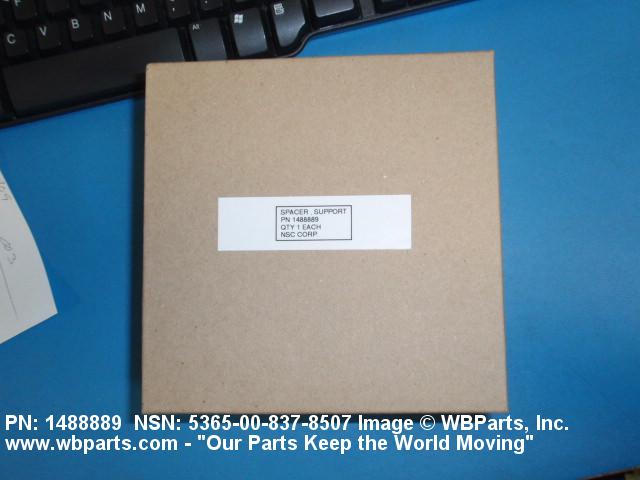 C V B N M
Alt
SPACER , SUPPORT
PN 1488889
QTY 1 EACH
NSC CORP.
PN: 1488889 NSN: 5365-00-837-8507 Image © WBParts, Inc.
www.wbparts.com - "Our Parts Keep the World Moving"